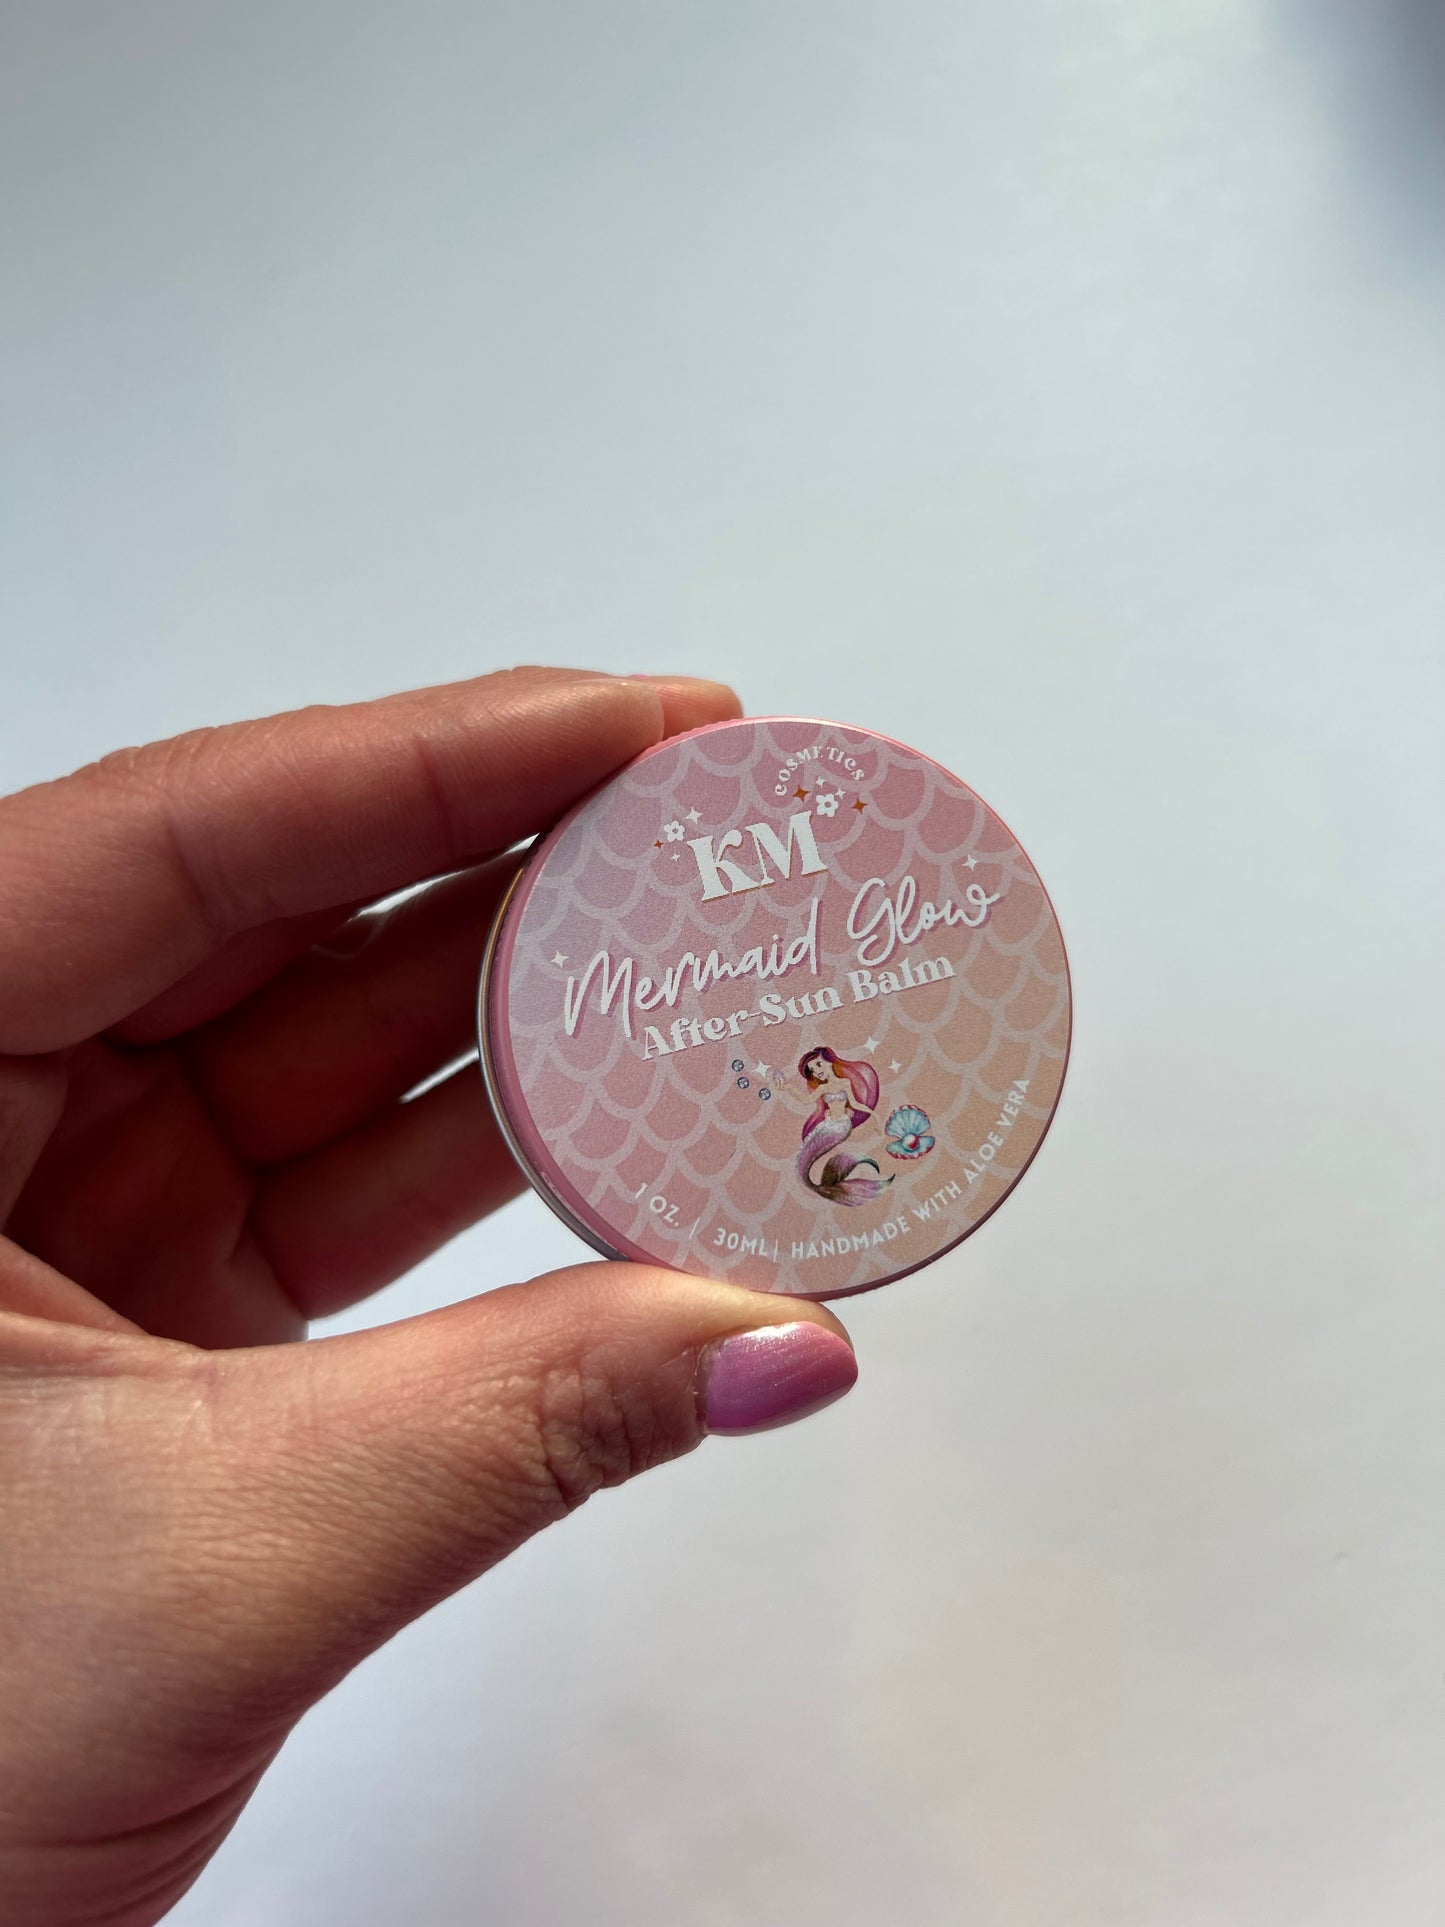 COSMETICS
KM
Mermaid Glow
After-Sun Balm
1 OZ. | 30ML | HANDMADE WITH ALOE VERA